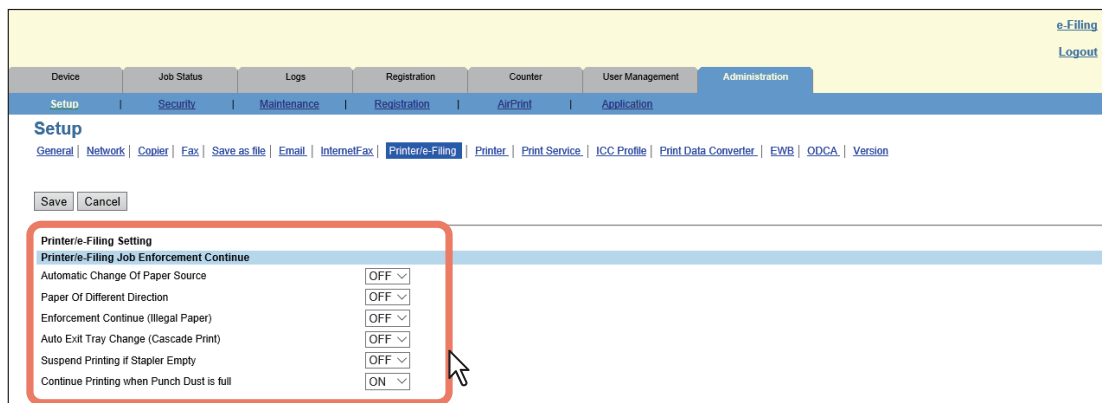 e-Filing
Logout
Device Job Status Logs Registration Counter User Management Administration
Setup | Security | Maintenance | Registration | AirPrint | Application
Setup
General | Network | Copier | Fax | Save as file | Email | InternetFax | Printer/e-Filing | Printer | Print Service | ICC Profile | Print Data Converter | EWB | ODCA | Version
Save Cancel
Printer/e-Filing Setting
Printer/e-Filing Job Enforcement Continue
Automatic Change Of Paper Source OFF
Paper Of Different Direction OFF
Enforcement Continue (Illegal Paper) OFF
Auto Exit Tray Change (Cascade Print) OFF
Suspend Printing if Stapler Empty OFF
Continue Printing when Punch Dust is full ON